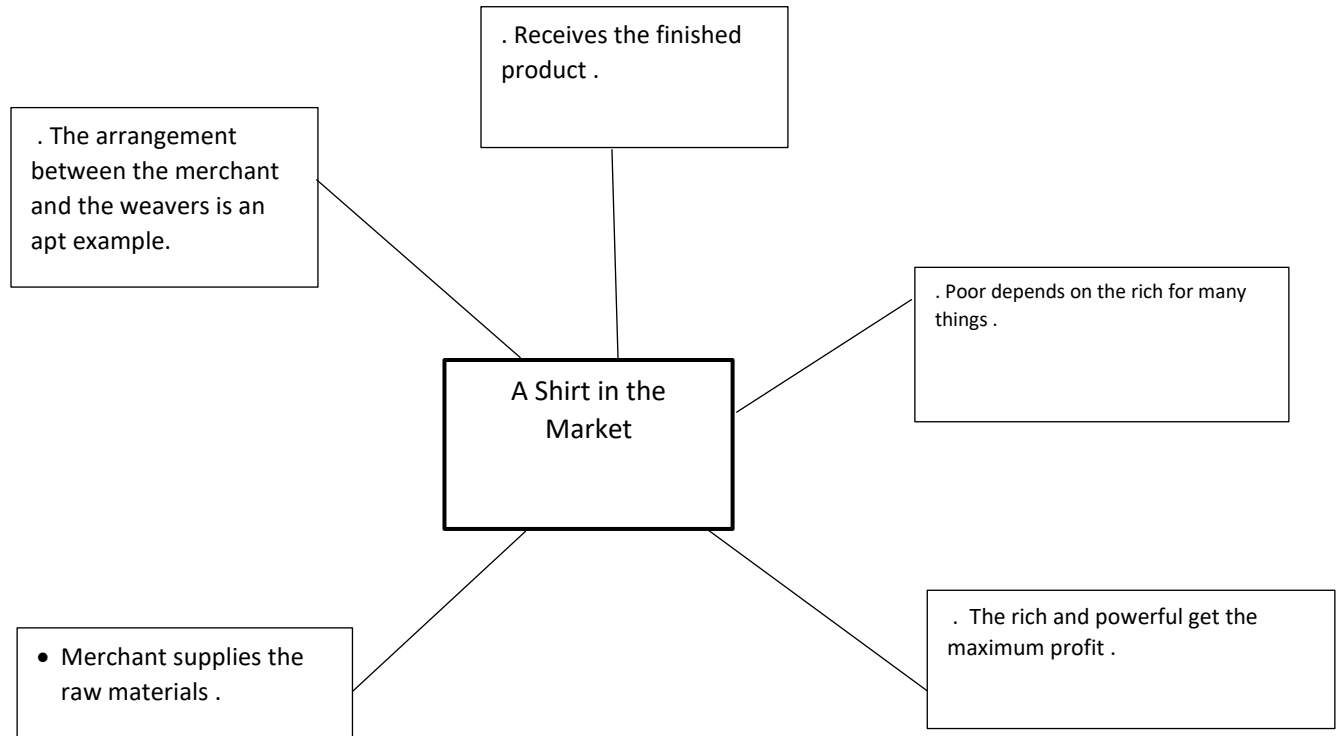 . Receives the finished
product .
. The arrangement
between the merchant
and the weavers is an
apt example.
. Poor depends on the rich for many
things .
A Shirt in the
Market
. The rich and powerful get the
maximum profit .
• Merchant supplies the
raw materials .